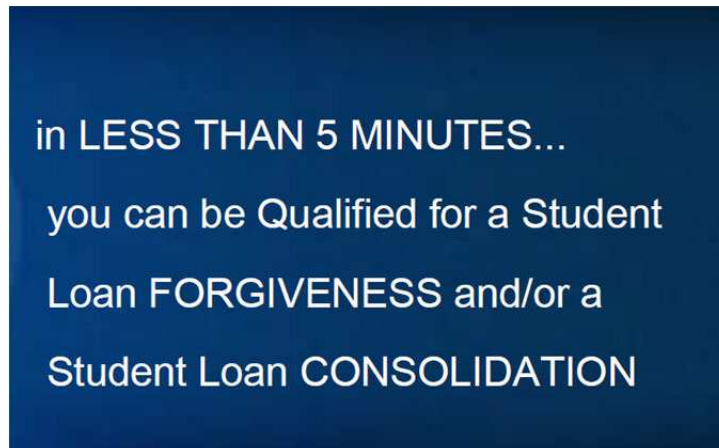 in LESS THAN 5 MINUTES...
you can be Qualified for a Student
Loan FORGIVENESS and/or a
Student Loan CONSOLIDATION